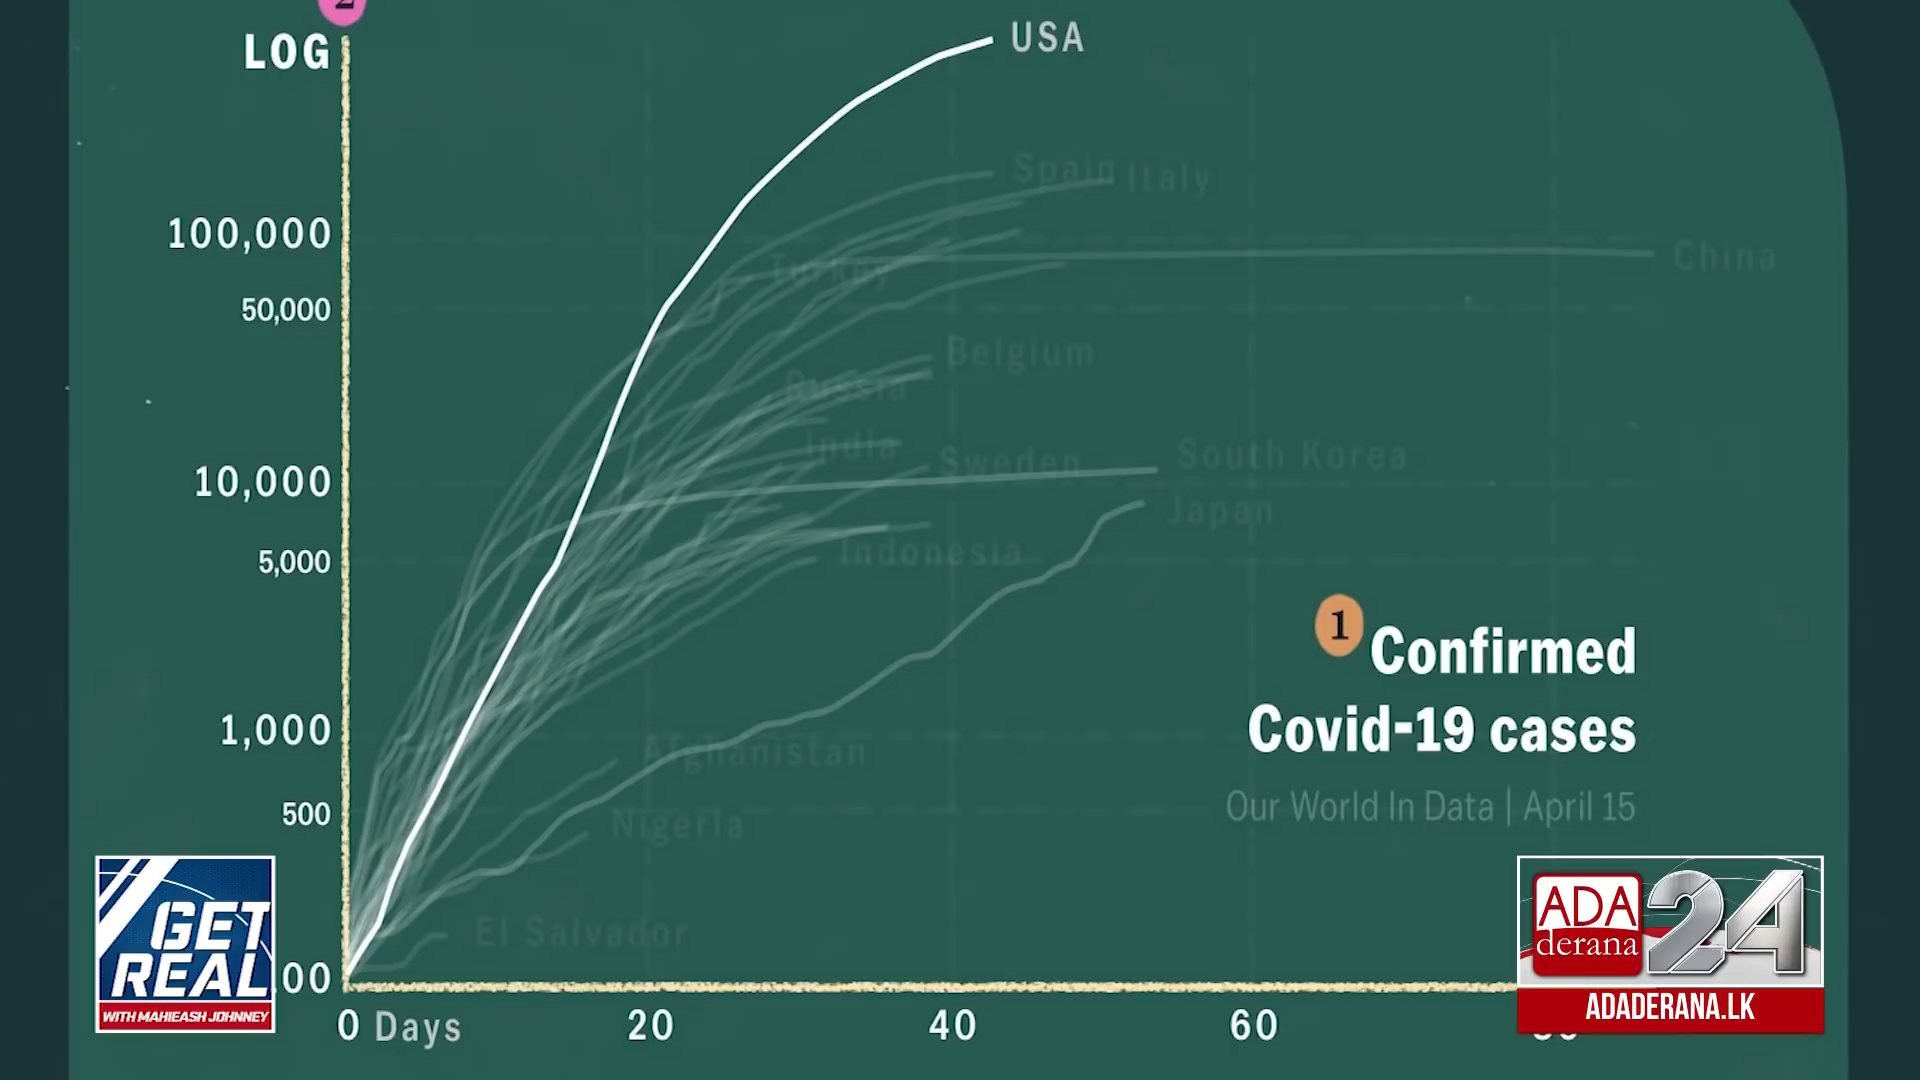 2
LOG
USA
Spain
Italy
100,000
Turkey
China
50,000
Belgium
Russia
India
Sweden
South Korea
10,000
Japan
Indonesia
5,000
1
Confirmed
Covid-19 cases
1,000
Afghanistan
Our World In Data | April 15
500
Nigeria
El Salvador
00
0 Days
20
40
60
GET
REAL
WITH MAHIEASH JOHNNEY
ADA
derana
24
ADADERANA.LK